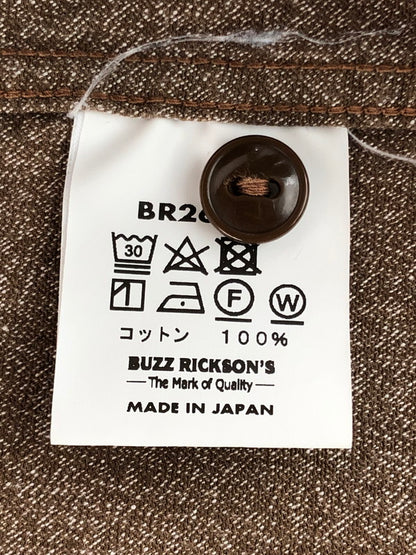 BR26
30
F W
コットン 100%
BUZZ RICKSON'S
The Mark of Quality
MADE IN JAPAN